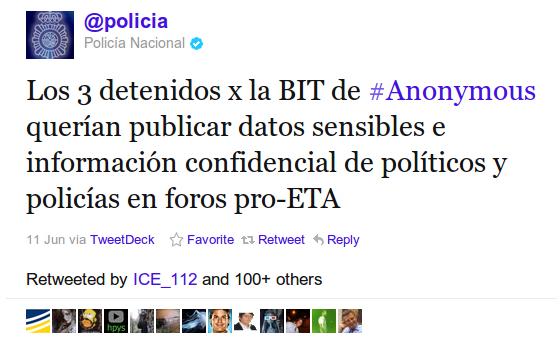 @policia
Policía Nacional
Los 3 detenidos x la BIT de #Anonymous
querían publicar datos sensibles e
información confidencial de políticos y
policías en foros pro-ETA
11 Jun via TweetDeck Favorite Retweet Reply
Retweeted by ICE_112 and 100+ others
hpys